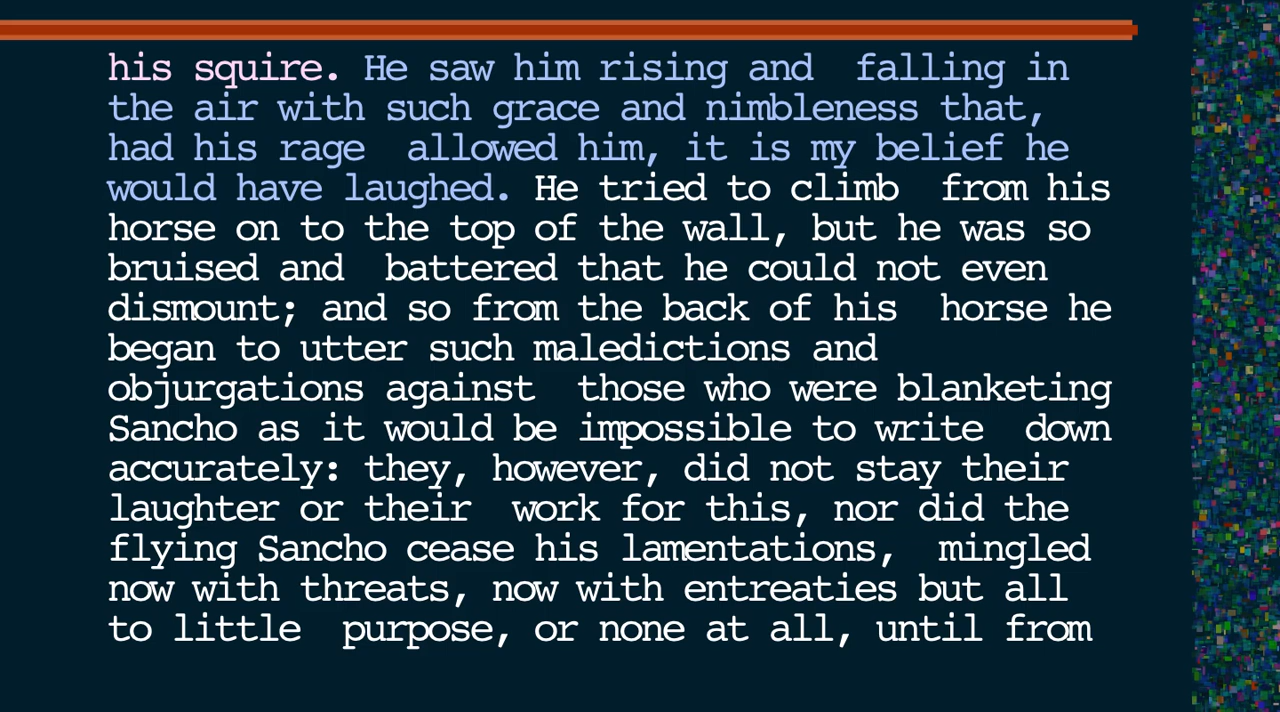 his squire. He saw him rising and  falling in
the air with such grace and nimbleness that,
had his rage  allowed him, it is my belief he
would have laughed. He tried to climb  from his
horse on to the top of the wall, but he was so
bruised and  battered that he could not even
dismount; and so from the back of his  horse he
began to utter such maledictions and
objurgations against  those who were blanketing
Sancho as it would be impossible to write  down
accurately: they, however, did not stay their
laughter or their  work for this, nor did the
flying Sancho cease his lamentations,  mingled
now with threats, now with entreaties but all
to little  purpose, or none at all, until from